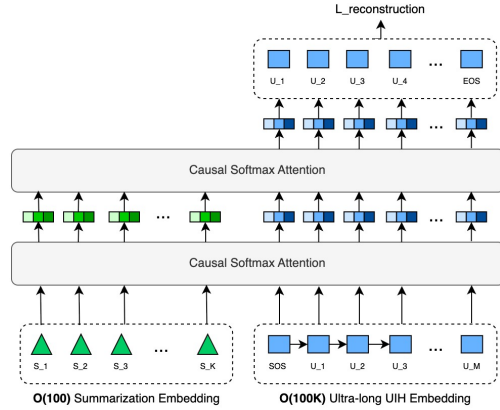 L_reconstruction
U_1 U_2 U_3 U_4 ... EOS
...
Causal Softmax Attention
... ...
Causal Softmax Attention
S_1 S_2 S_3 ... S_K SOS U_1 U_2 U_3 ... U_M
O(100) Summarization Embedding O(100K) Ultra-long UIH Embedding